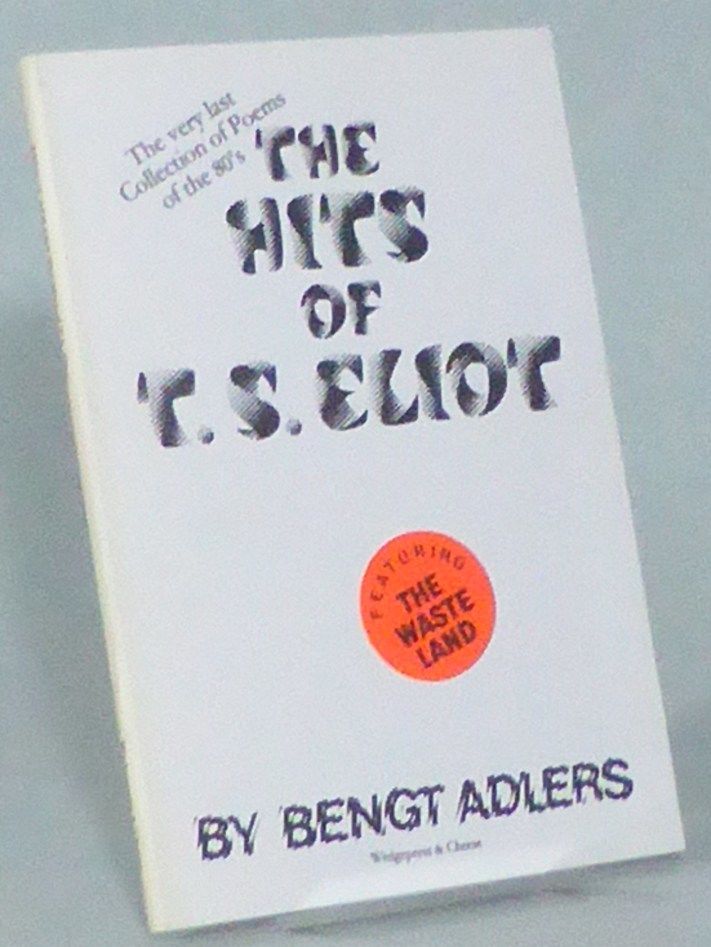 The very last
Collection of Poems
of the 80's
THE
HITS
OF
T. S. ELIOT
FEATURING
THE
WASTE
LAND
BY BENGT ADLERS
Wedgepress & Cheese